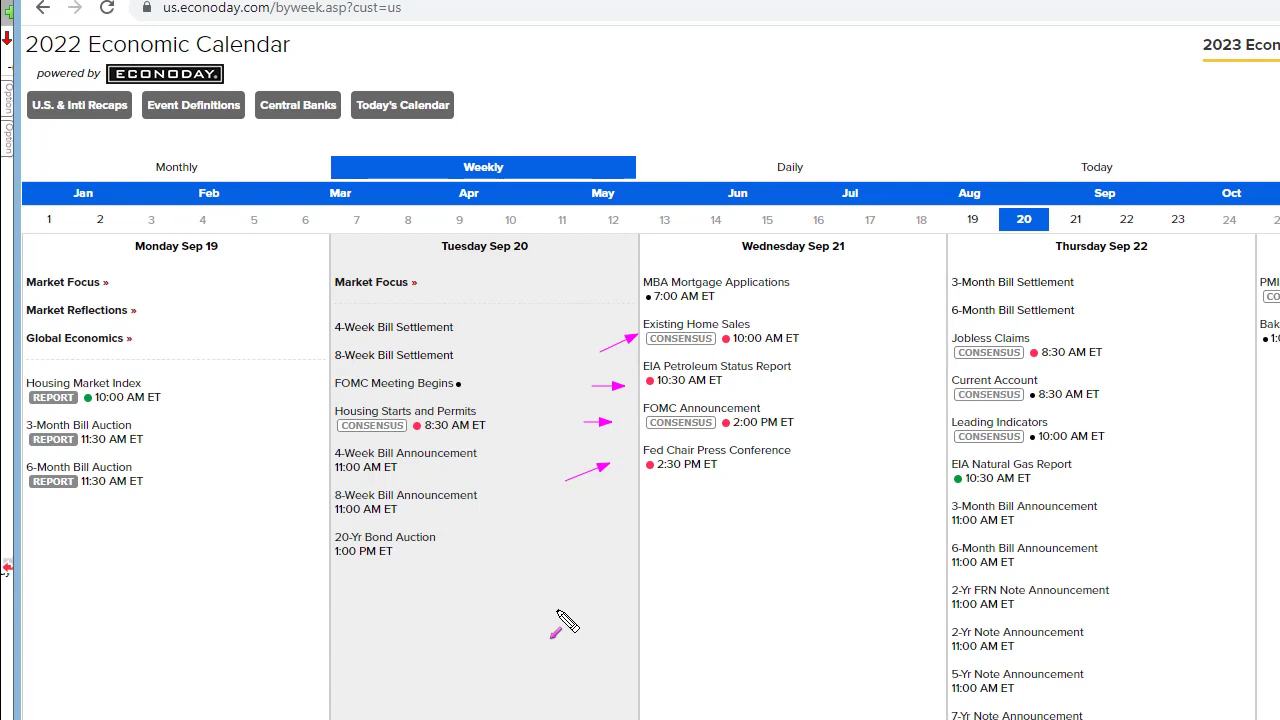 us.econoday.com/byweek.asp?cust=us
2022 Economic Calendar
2023 Econ
powered by ECONODAY®
U.S. & Intl Recaps Event Definitions Central Banks Today's Calendar
Monthly Weekly Daily Today
Jan Feb Mar Apr May Jun Jul Aug Sep Oct
1 2 3 4 5 6 7 8 9 10 11 12 13 14 15 16 17 18 19 20 21 22 23 24
Monday Sep 19
Market Focus »
Market Reflections »
Global Economics »
Housing Market Index
REPORT 10:00 AM ET
3-Month Bill Auction
REPORT 11:30 AM ET
6-Month Bill Auction
REPORT 11:30 AM ET
Tuesday Sep 20
Market Focus »
4-Week Bill Settlement
8-Week Bill Settlement
FOMC Meeting Begins
Housing Starts and Permits
CONSENSUS 8:30 AM ET
4-Week Bill Announcement
11:00 AM ET
8-Week Bill Announcement
11:00 AM ET
20-Yr Bond Auction
1:00 PM ET
Wednesday Sep 21
MBA Mortgage Applications
7:00 AM ET
Existing Home Sales
CONSENSUS 10:00 AM ET
EIA Petroleum Status Report
10:30 AM ET
FOMC Announcement
CONSENSUS 2:00 PM ET
Fed Chair Press Conference
2:30 PM ET
Thursday Sep 22
3-Month Bill Settlement
6-Month Bill Settlement
Jobless Claims
CONSENSUS 8:30 AM ET
Current Account
CONSENSUS 8:30 AM ET
Leading Indicators
CONSENSUS 10:00 AM ET
EIA Natural Gas Report
10:30 AM ET
3-Month Bill Announcement
11:00 AM ET
6-Month Bill Announcement
11:00 AM ET
2-Yr FRN Note Announcement
11:00 AM ET
2-Yr Note Announcement
11:00 AM ET
5-Yr Note Announcement
11:00 AM ET
7-Yr Note Announcement
PMI
Bak
Option
Option